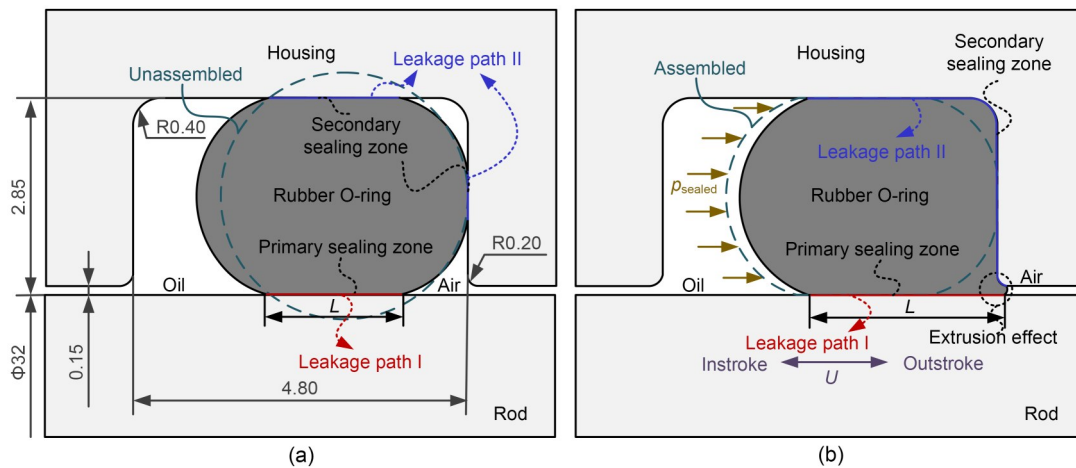 Housing
Leakage path II
Unassembled
R0.40
Secondary
sealing zone
2.85
Rubber O-ring
Primary sealing zone
R0.20
Oil
Air
L
Φ32
0.15
Leakage path I
4.80
Rod
(a)
Housing
Secondary
sealing zone
Assembled
Leakage path II
psealed
Rubber O-ring
Primary sealing zone
Oil
Air
L
Leakage path I
Extrusion effect
Instroke
Outstroke
U
Rod
(b)